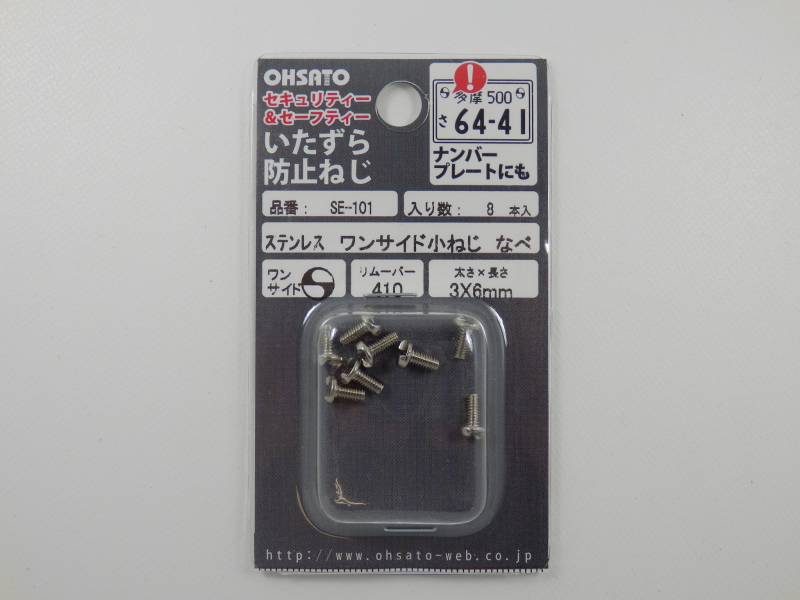 OHSATO
セキュリティー
&セーフティー
いたずら
防止ねじ
!
多摩 500
さ 64-41
ナンバー
プレートにも
品番: SE-101
入り数: 8 本入
ステンレス ワンサイド小ねじ なべ
ワン
サイド
リムーバー
410
太さ×長さ
3X6mm
http://www.ohsato-web.co.jp